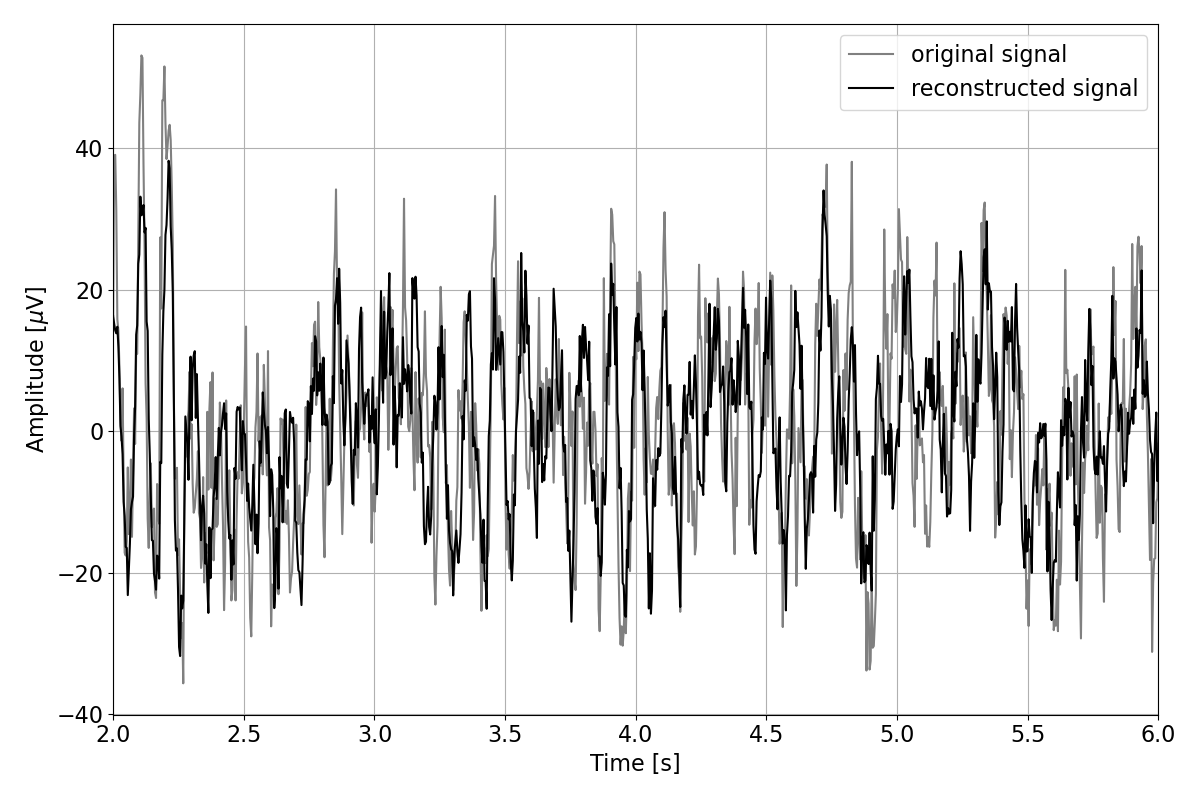 original signal
reconstructed signal
Amplitude [μV]
40
20
0
−20
−40
2.0 2.5 3.0 3.5 4.0 4.5 5.0 5.5 6.0
Time [s]